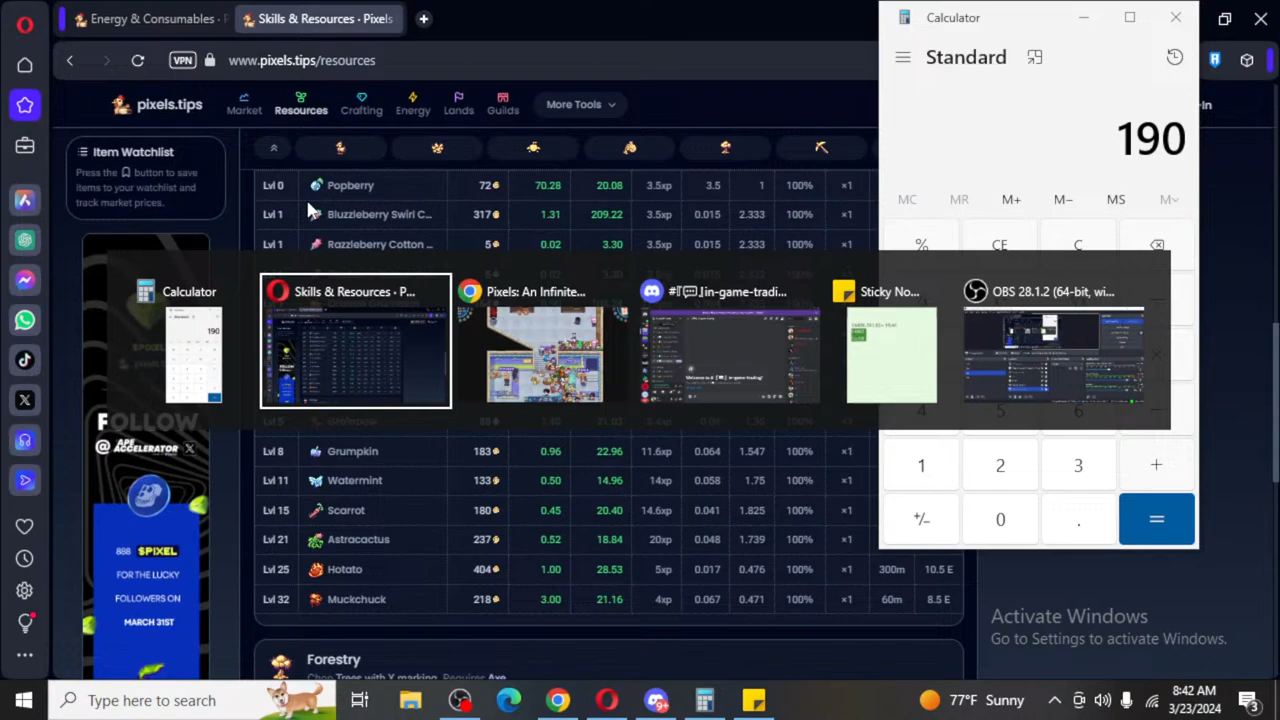 Energy & Consumables · P
Skills & Resources · Pixels
VPN
www.pixels.tips/resources
pixels.tips
Market
Resources
Crafting
Energy
Lands
Guilds
More Tools
-In
Item Watchlist
Press the button to save
items to your watchlist and
track market prices.
Lvl 0 Popberry 72 70.28 20.08 3.5xp 3.5 1 100% ×1
Lvl 1 Bluzzleberry Swirl C... 317 1.31 209.22 3.5xp 0.015 2.333 100% ×1
Lvl 1 Razzleberry Cotton ... 5 0.02 3.30 3.5xp 0.015 2.333 100% ×1
Calculator
Standard
190
MC MR M+ M− MS M
% CE C
4 5 6
1 2 3 +
+/− 0 . =
Calculator
Skills & Resources · P...
Pixels: An Infinite...
in-game-tradi...
Sticky No...
OBS 28.1.2 (64-bit, wi...
190
Lvl 8 Grumpkin 183 0.96 22.96 11.6xp 0.064 1.547 100% ×1
Lvl 11 Watermint 133 0.50 14.96 14xp 0.058 1.75 100% ×1
Lvl 15 Scarrot 180 0.45 20.40 14.6xp 0.041 1.825 100% ×1
Lvl 21 Astracactus 237 0.52 18.84 20xp 0.048 1.739 100% ×1
Lvl 25 Hotato 404 1.00 28.53 5xp 0.017 0.476 100% ×1 300m 10.5 E
Lvl 32 Muckchuck 218 3.00 21.16 4xp 0.067 0.471 100% ×1 60m 8.5 E
FOLLOW
@ APE ACCELERATOR X
888 $PIXEL
FOR THE LUCKY
FOLLOWERS ON
MARCH 31ST
Forestry
Activate Windows
Go to Settings to activate Windows.
Type here to search
77°F Sunny
8:42 AM
3/23/2024
3